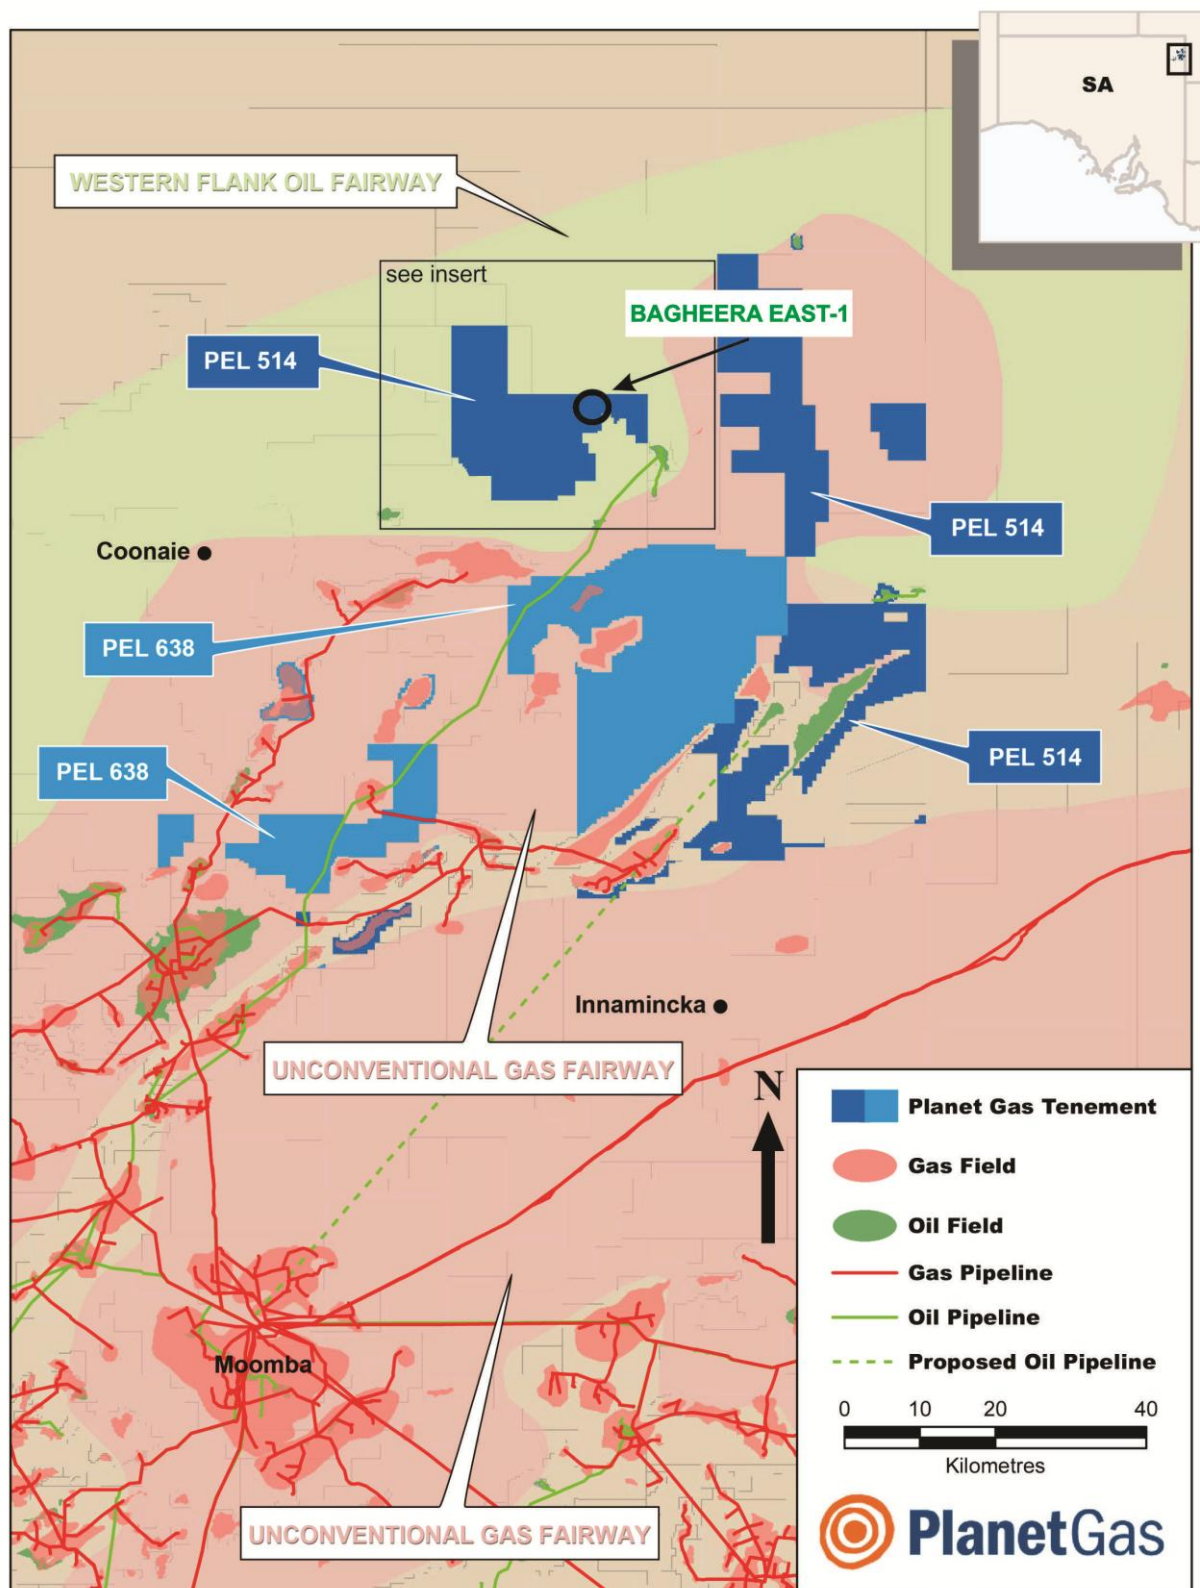 SA
WESTERN FLANK OIL FAIRWAY
see insert
BAGHEERA EAST-1
PEL 514
PEL 514
Coonaie
PEL 638
PEL 638
PEL 514
Innamincka
UNCONVENTIONAL GAS FAIRWAY
N
Planet Gas Tenement
Gas Field
Oil Field
Gas Pipeline
Oil Pipeline
Proposed Oil Pipeline
0 10 20 40
Kilometres
Moomba
UNCONVENTIONAL GAS FAIRWAY
PlanetGas